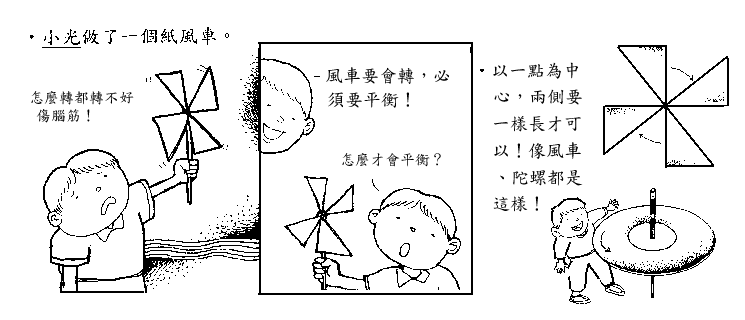 ·小光做了一個紙風車。
怎麼轉都轉不好
傷腦筋！
-風車要會轉，必
須要平衡！
怎麼才會平衡？
·以一點為中
心，兩側要
一樣長才可
以！像風車
、陀螺都是
這樣！